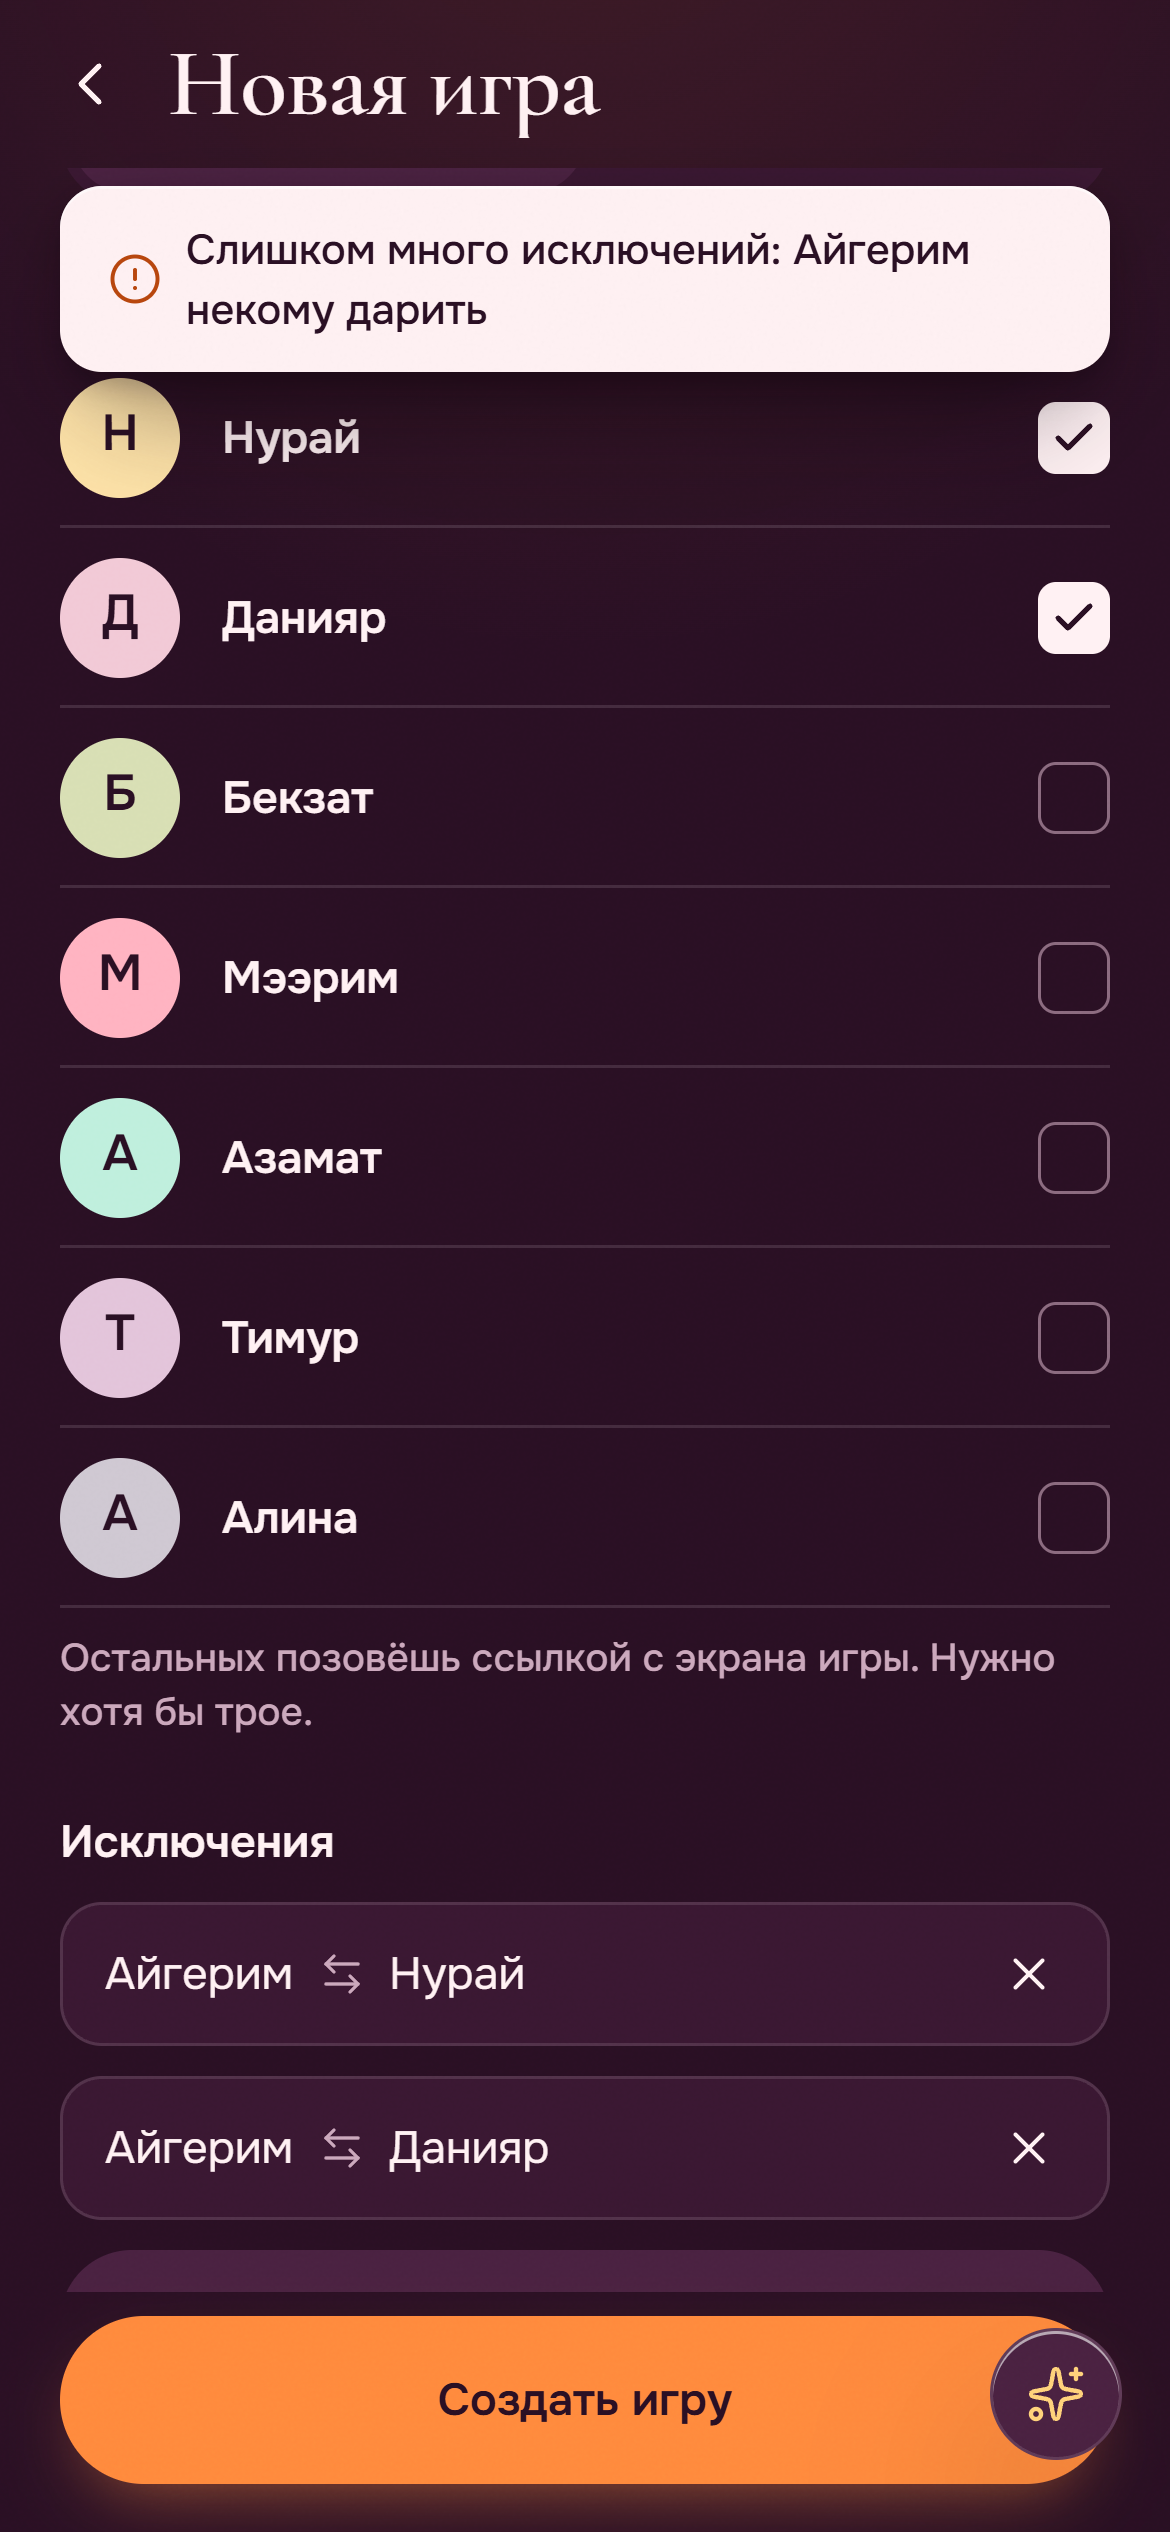 Новая игра
Слишком много исключений: Айгерим
некому дарить
Н Нурай
Д Данияр
Б Бекзат
М Мээрим
А Азамат
Т Тимур
А Алина
Остальных позовёшь ссылкой с экрана игры. Нужно
хотя бы трое.
Исключения
Айгерим Нурай
Айгерим Данияр
Создать игру